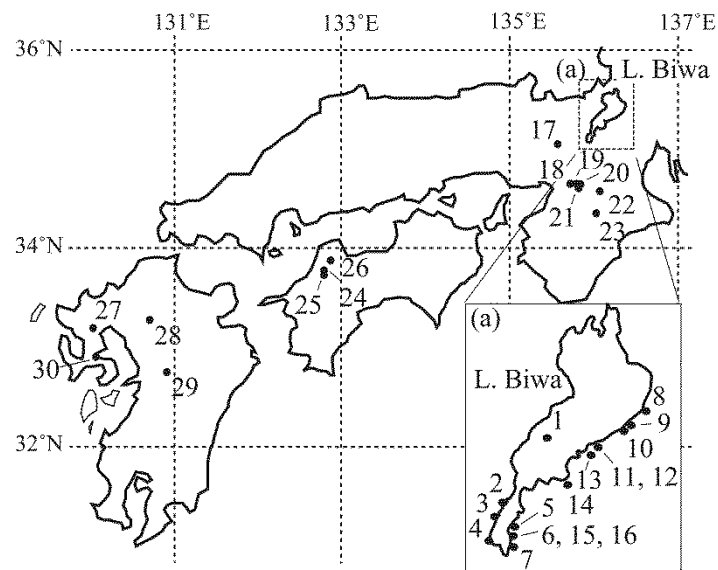 131°E 133°E 135°E 137°E
36°N
(a) L. Biwa
17
18 19 20
21 22
23
34°N
26
25 24
27
28
30
29
(a)
L. Biwa
8
1 9
10
32°N
11, 12
2 13
3 14
5
4 6, 15, 16
7